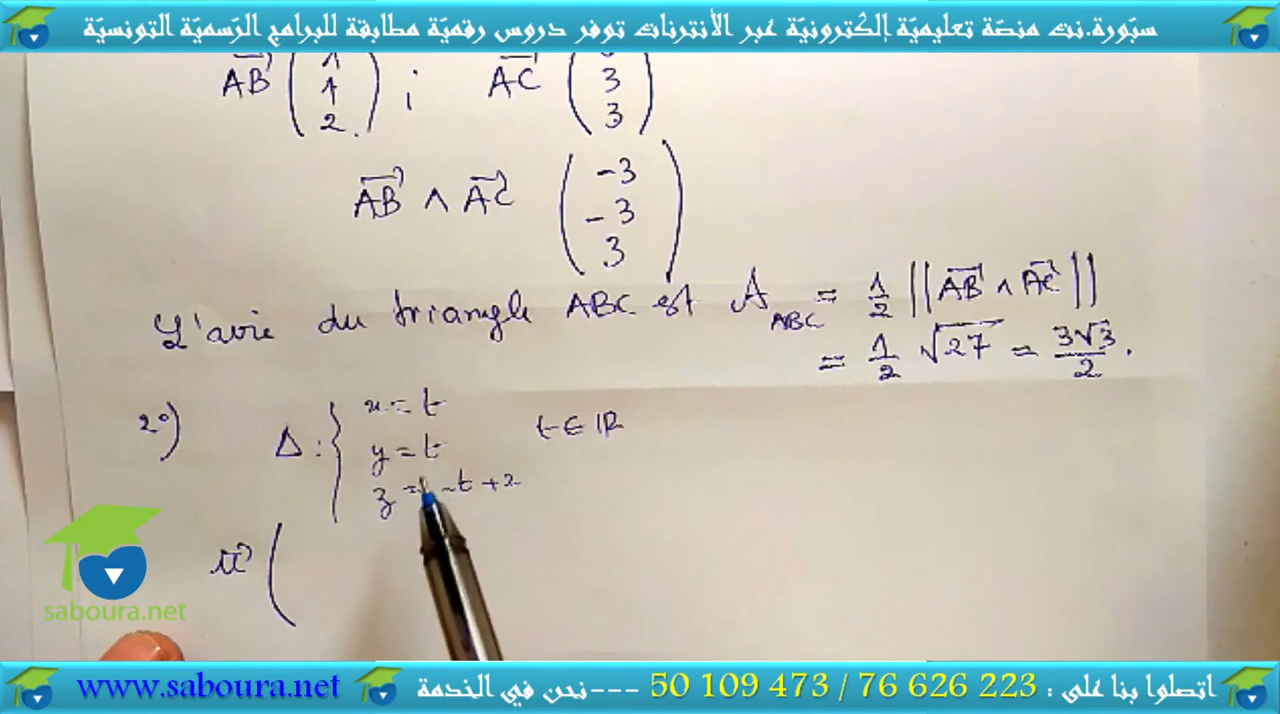 سبّورة.نت منصّة تعليميّة إلكترونيّة عبر الأنترنات توفر دروس رقميّة مطابقة للبرامج الرّسميّة التونسيّة
AB ( 1 1 2 ) ; AC ( 3 3 )
AB ∧ AC ( -3 -3 3 )
L'aire du triangle ABC est A ABC = 1/2 ||AB ∧ AC||
= 1/2 √27 = 3√3/2 .
2°) Δ : { x = t
y = t t ∈ IR
z = -t + 2
u (
saboura.net
www.saboura.net اتصلوا بنا على : 223 626 76 / 473 109 50 ---نحن في الخدمة